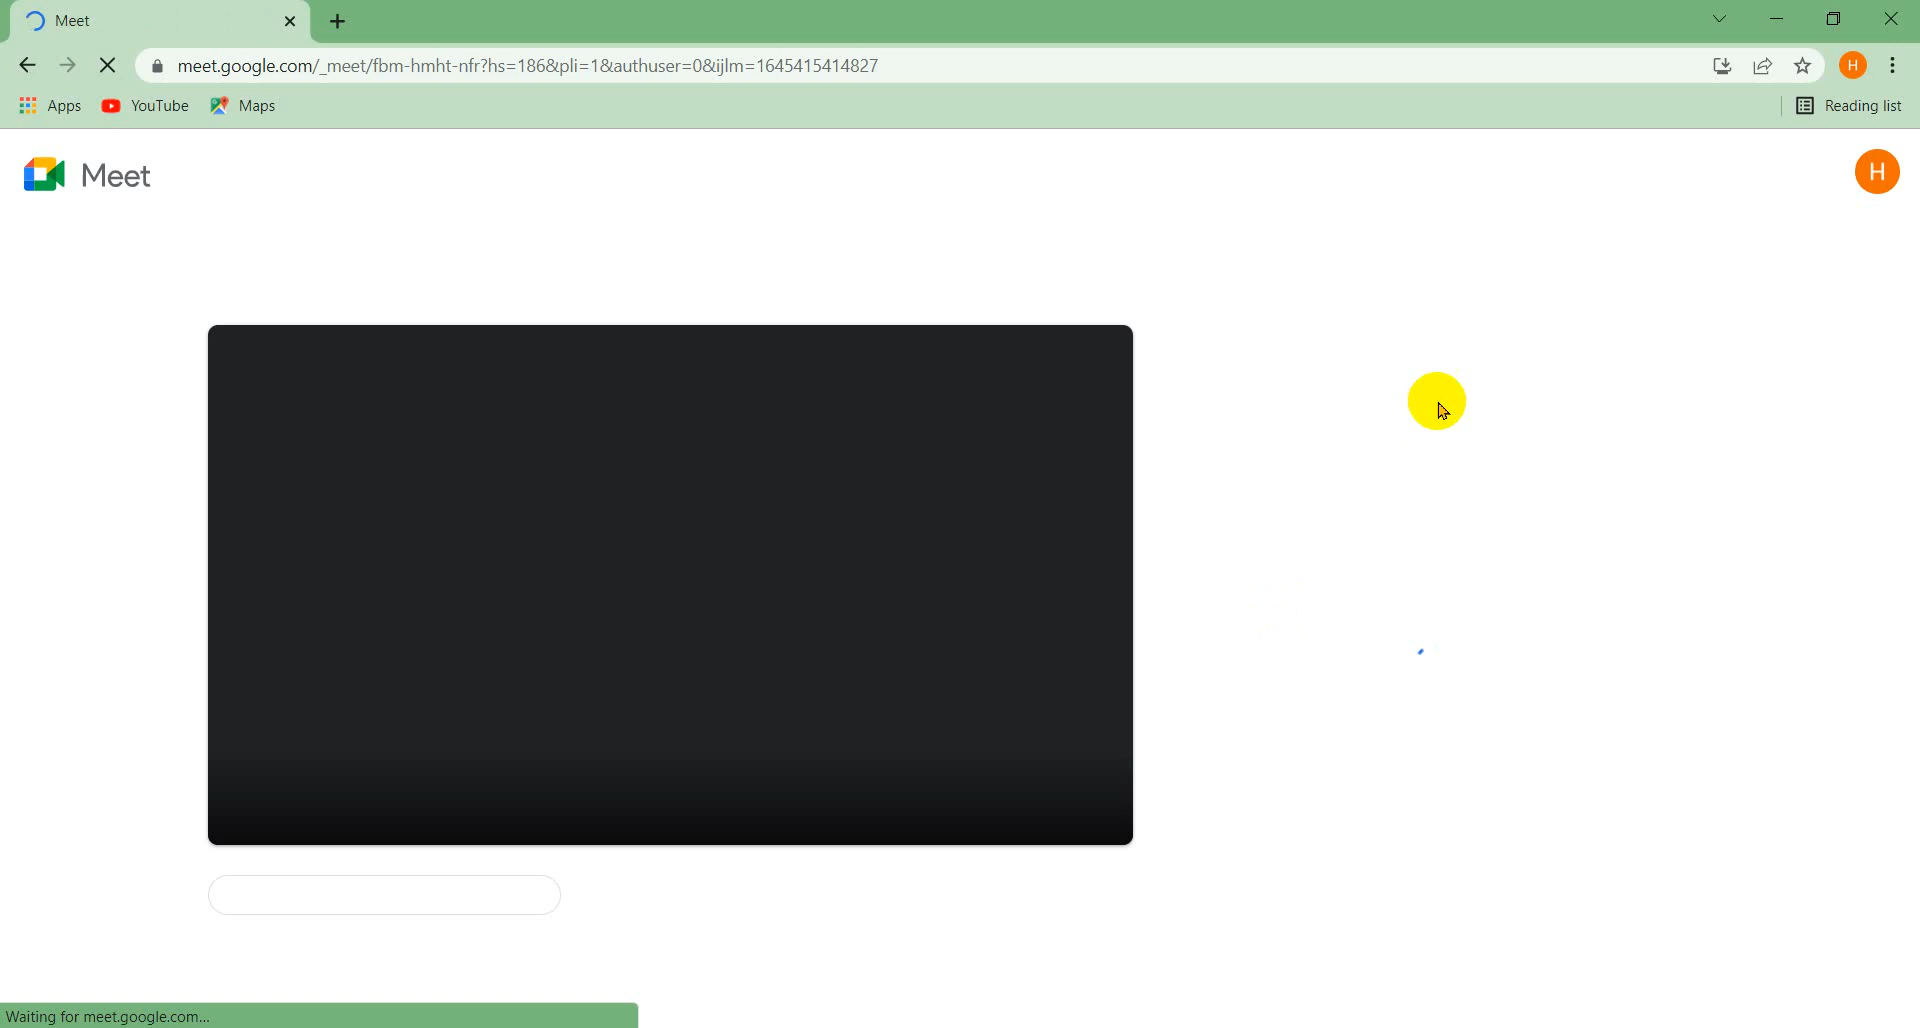 Meet
meet.google.com/_meet/fbm-hmht-nfr?hs=186&pli=1&authuser=0&ijlm=1645415414827
H
Apps
YouTube
Maps
Reading list
Meet
H
Waiting for meet.google.com...